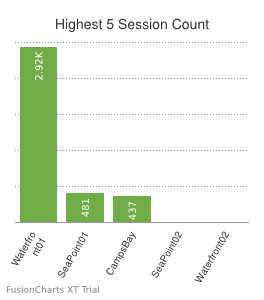 Highest 5 Session Count
2.92K
481
437
Waterfro
nt01
SeaPoint01
CampsBay
SeaPoint02
Waterfront02
FusionCharts XT Trial